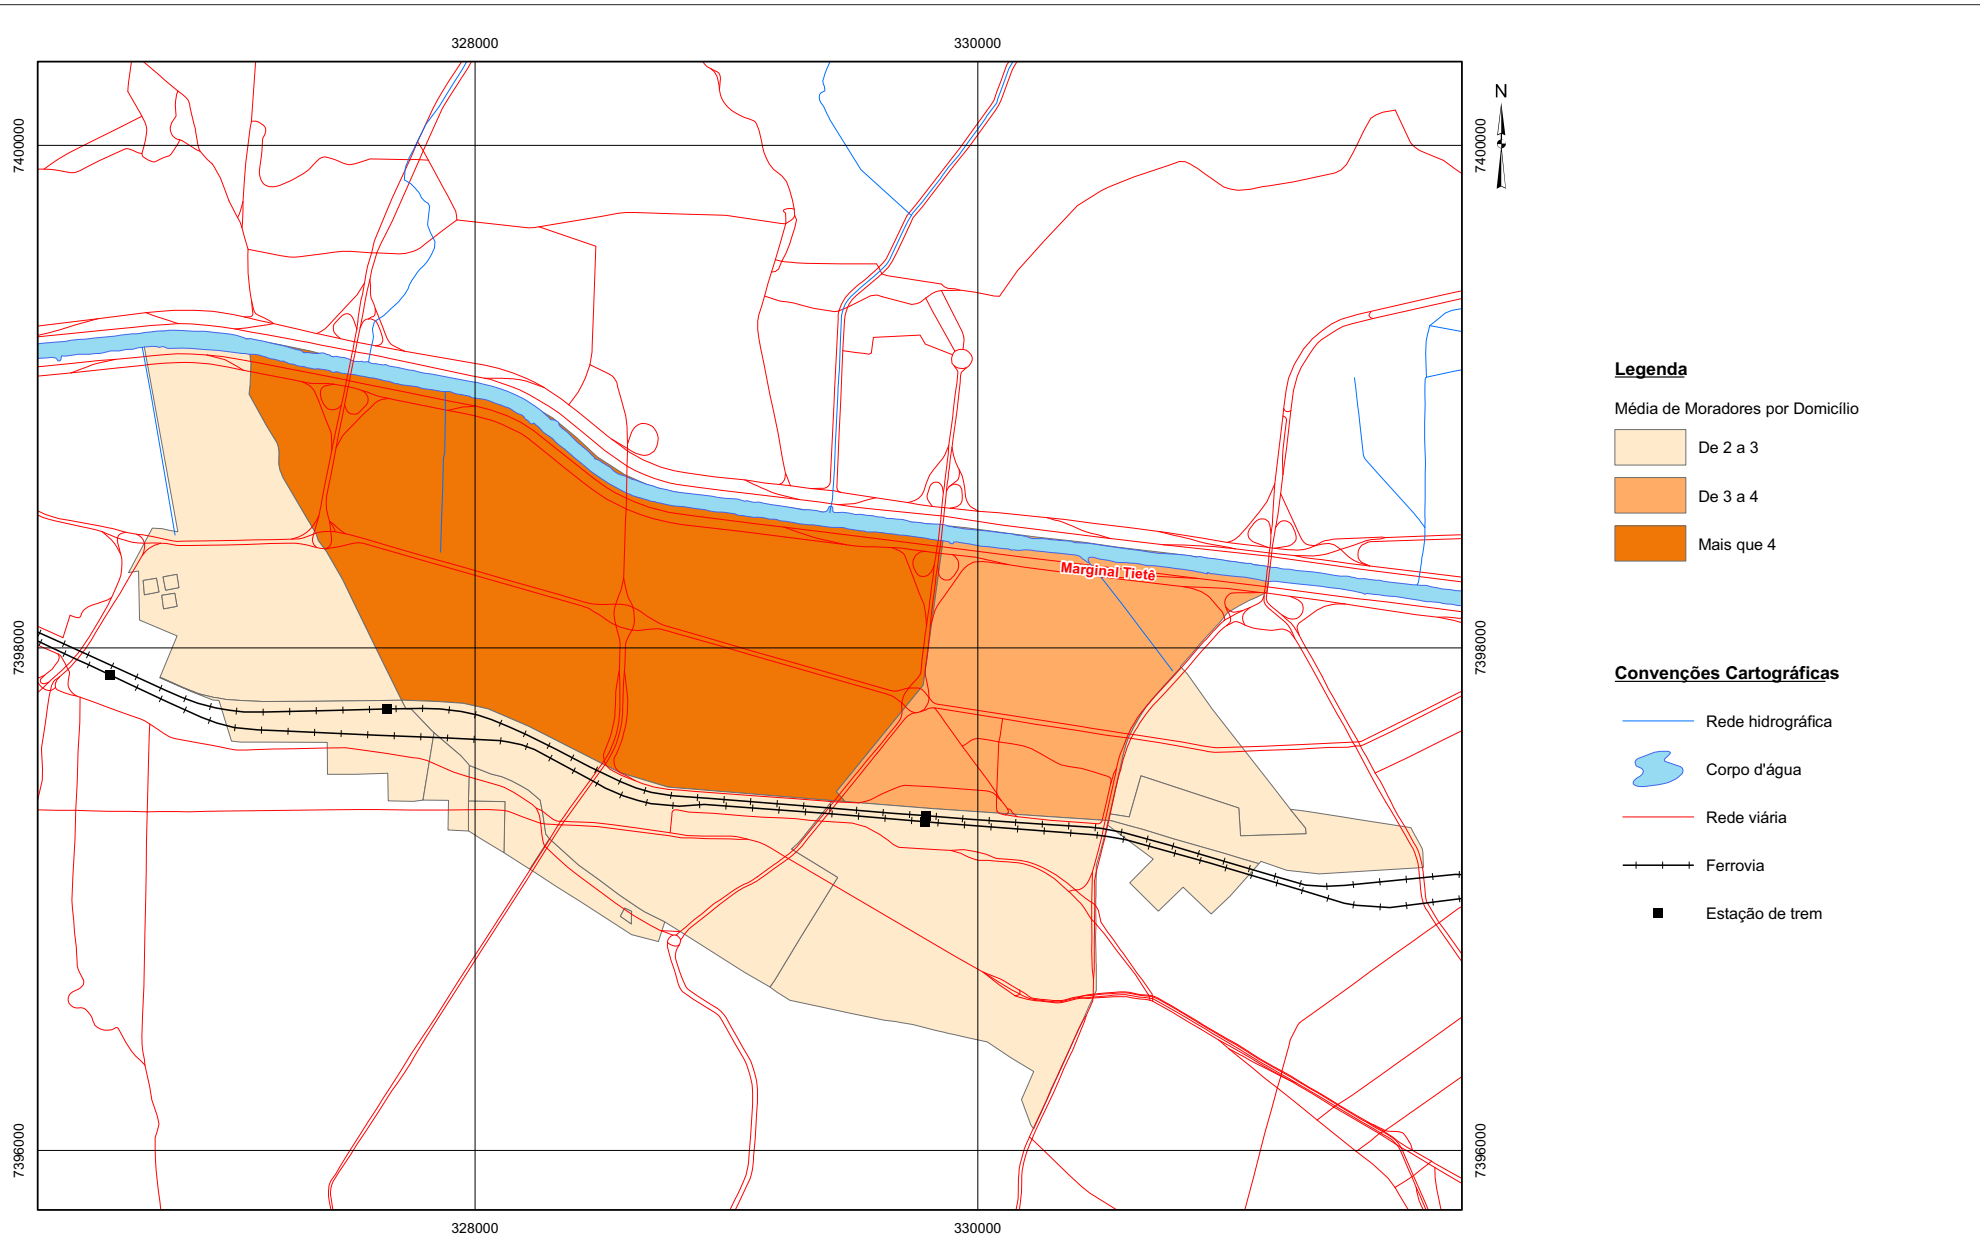 328000
330000
N
7400000
7400000
Marginal Tietê
7398000
7398000
7396000
7396000
328000
330000
Legenda
Média de Moradores por Domicílio
De 2 a 3
De 3 a 4
Mais que 4
Convenções Cartográficas
Rede hidrográfica
Corpo d'água
Rede viária
Ferrovia
Estação de trem